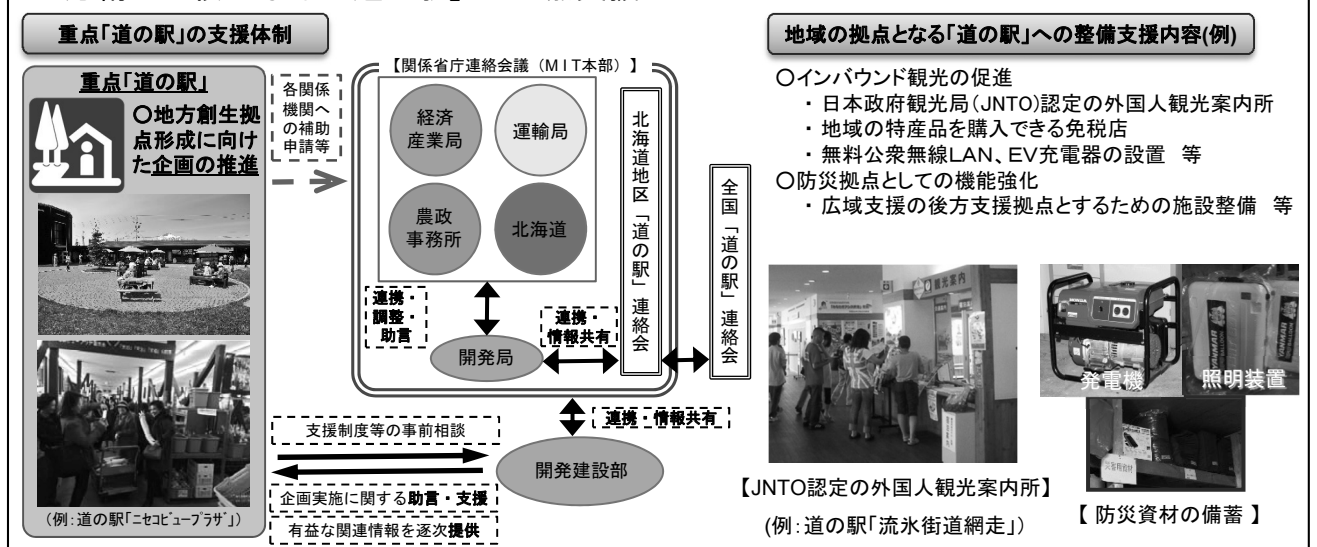 重点「道の駅」の支援体制
重点「道の駅」
〇地方創生拠
点形成に向け
た企画の推進
(例:道の駅「ニセコビュープラザ」)
各関係
機関へ
の補助
申請等
【関係省庁連絡会議(MIT本部)】
経済
産業局
運輸局
農政
事務所
北海道
連携・
調整・
助言
開発局
連携・
情報共有
北海道地区「道の駅」連絡会
全国「道の駅」連絡会
連携・情報共有
開発建設部
支援制度等の事前相談
企画実施に関する助言・支援
有益な関連情報を逐次提供
地域の拠点となる「道の駅」への整備支援内容(例)
〇インバウンド観光の促進
・ 日本政府観光局(JNTO)認定の外国人観光案内所
・ 地域の特産品を購入できる免税店
・ 無料公衆無線LAN、EV充電器の設置 等
〇防災拠点としての機能強化
・ 広域支援の後方支援拠点とするための施設整備 等
観光案内
【JNTO認定の外国人観光案内所】
(例:道の駅「流氷街道網走」)
HONDA
発電機
YANMAR
照明装置
【 防災資材の備蓄 】